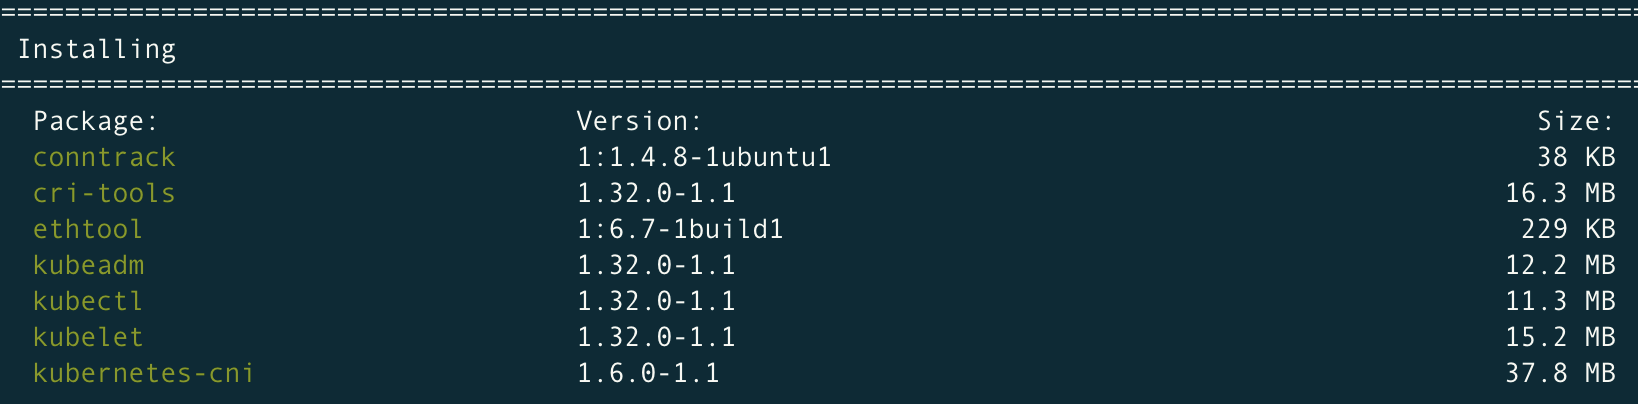 =======================================================================================================
Installing
=======================================================================================================
Package: Version: Size:
conntrack 1:1.4.8-1ubuntu1 38 KB
cri-tools 1.32.0-1.1 16.3 MB
ethtool 1:6.7-1build1 229 KB
kubeadm 1.32.0-1.1 12.2 MB
kubectl 1.32.0-1.1 11.3 MB
kubelet 1.32.0-1.1 15.2 MB
kubernetes-cni 1.6.0-1.1 37.8 MB